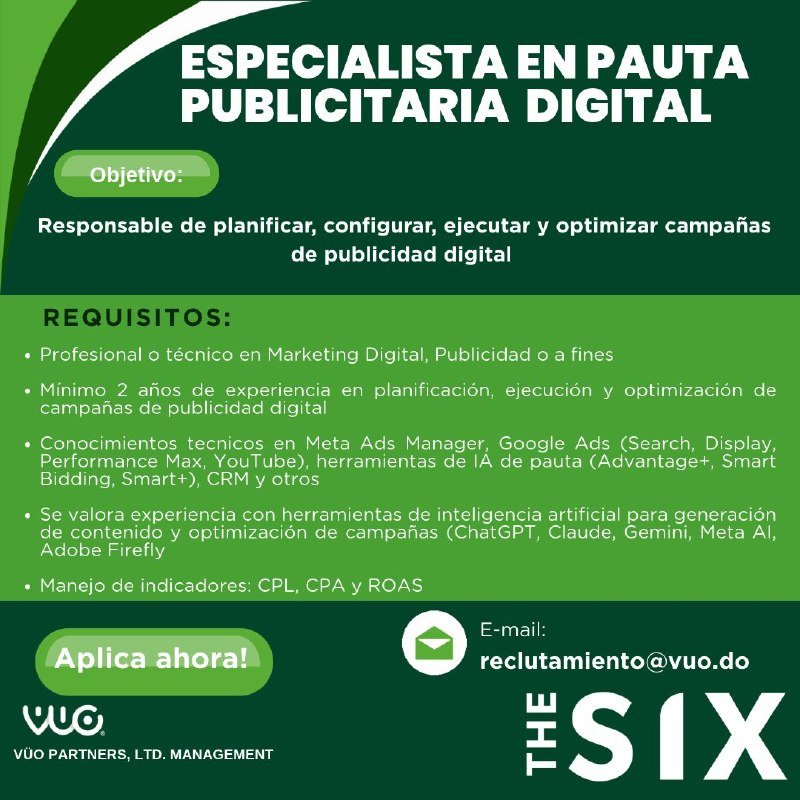 ESPECIALISTA EN PAUTA
PUBLICITARIA DIGITAL
Objetivo:
Responsable de planificar, configurar, ejecutar y optimizar campañas
de publicidad digital
REQUISITOS:
• Profesional o técnico en Marketing Digital, Publicidad o a fines
• Mínimo 2 años de experiencia en planificación, ejecución y optimización de
campañas de publicidad digital
• Conocimientos tecnicos en Meta Ads Manager, Google Ads (Search, Display,
Performance Max, YouTube), herramientas de IA de pauta (Advantage+, Smart
Bidding, Smart+), CRM y otros
• Se valora experiencia con herramientas de inteligencia artificial para generación
de contenido y optimización de campañas (ChatGPT, Claude, Gemini, Meta AI,
Adobe Firefly
• Manejo de indicadores: CPL, CPA y ROAS
Aplica ahora!
E-mail:
reclutamiento@vuo.do
VÜO®
VÜO PARTNERS, LTD. MANAGEMENT
THE SIX